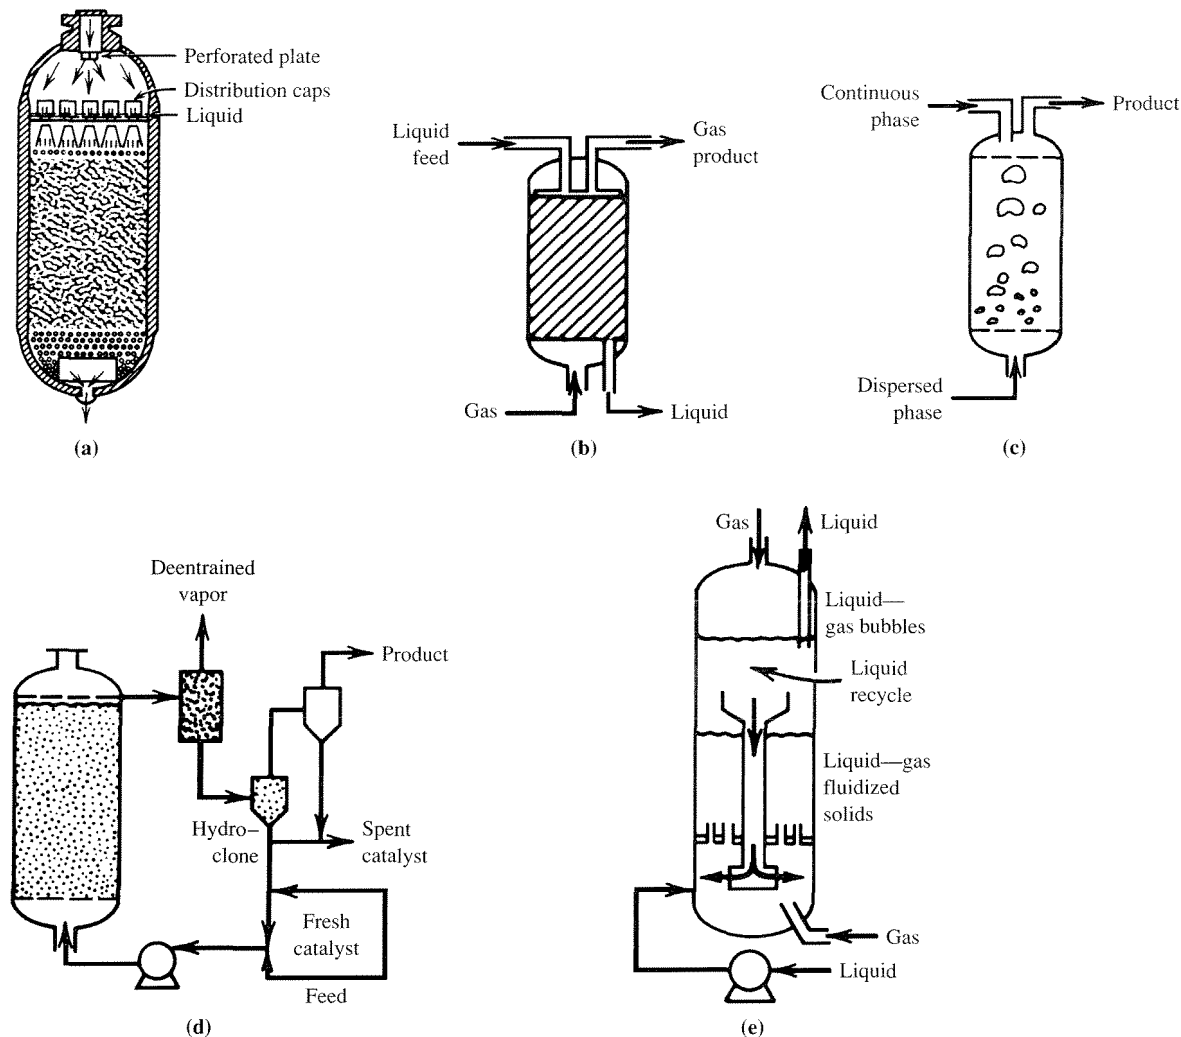 Perforated plate
Distribution caps
Liquid
(a)
Liquid
feed
Gas
product
Gas
Liquid
(b)
Continuous
phase
Product
Dispersed
phase
(c)
Deentrained
vapor
Product
Hydro–
clone
Spent
catalyst
Fresh
catalyst
Feed
(d)
Gas
Liquid
Liquid—
gas bubbles
Liquid
recycle
Liquid—gas
fluidized
solids
Gas
Liquid
(e)